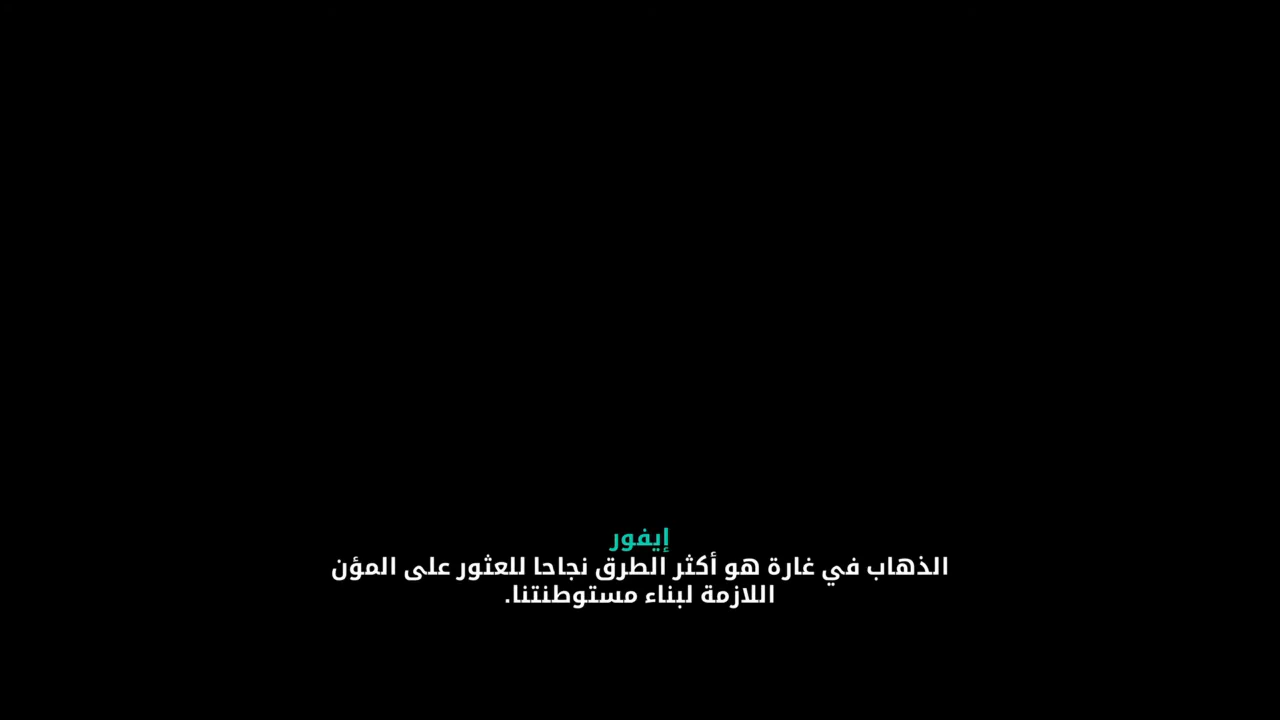 إيفور
الذهاب في غارة هو أكثر الطرق نجاحا للعثور على المؤن
اللازمة لبناء مستوطنتنا.